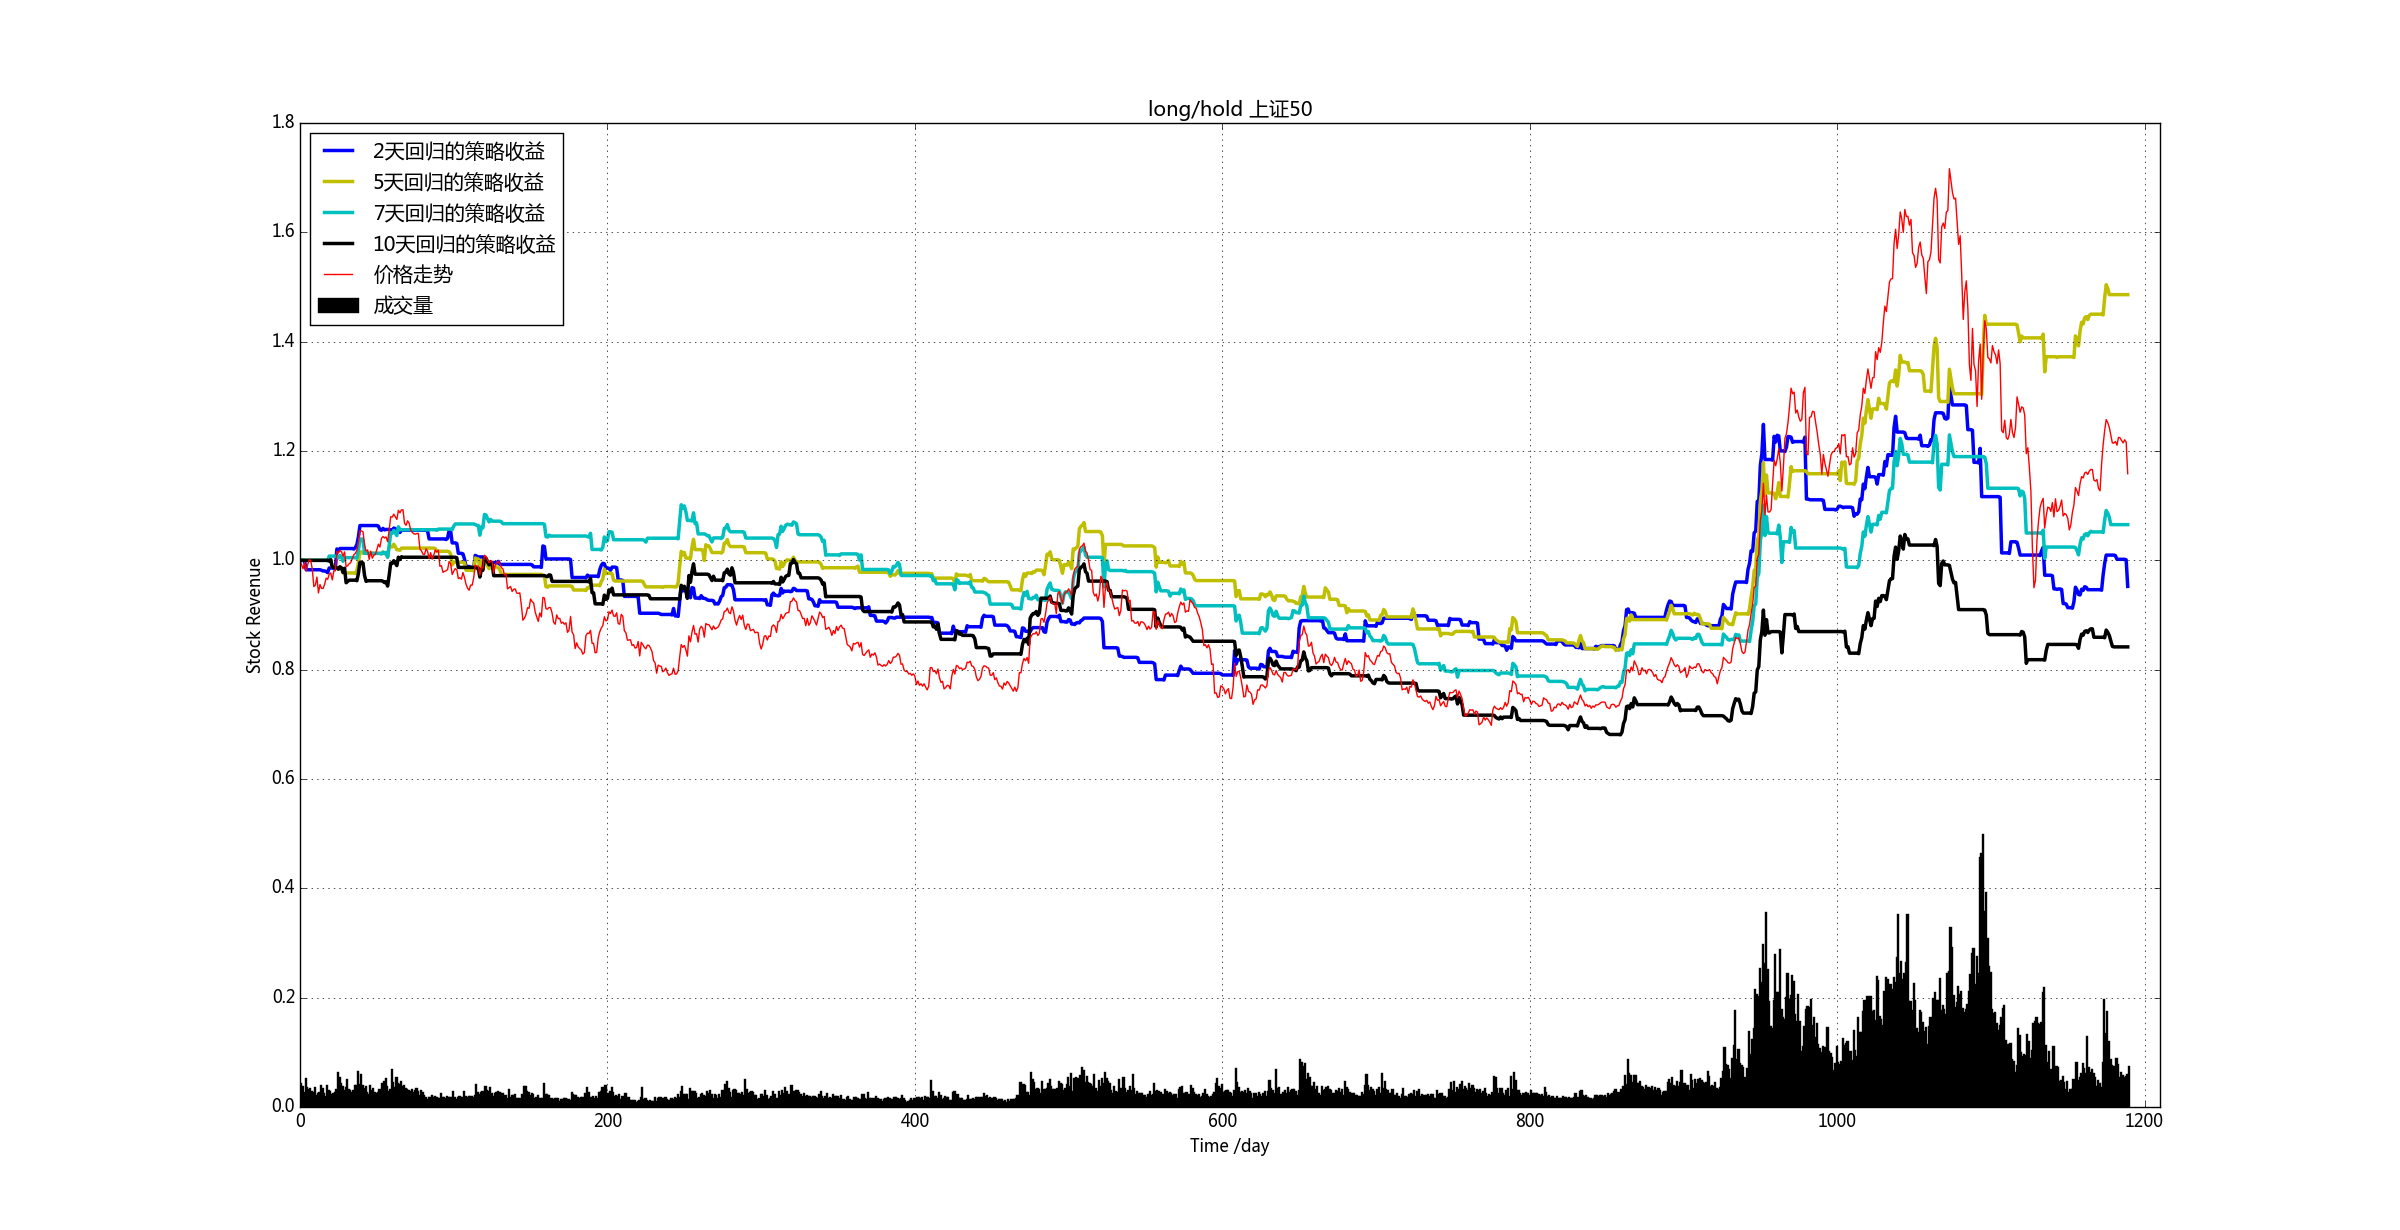 long/hold 上证50
1.8
1.6
1.4
1.2
1.0
0.8
0.6
0.4
0.2
0.0
Stock Revenue
2天回归的策略收益
5天回归的策略收益
7天回归的策略收益
10天回归的策略收益
价格走势
成交量
0
200
400
600
800
1000
1200
Time /day